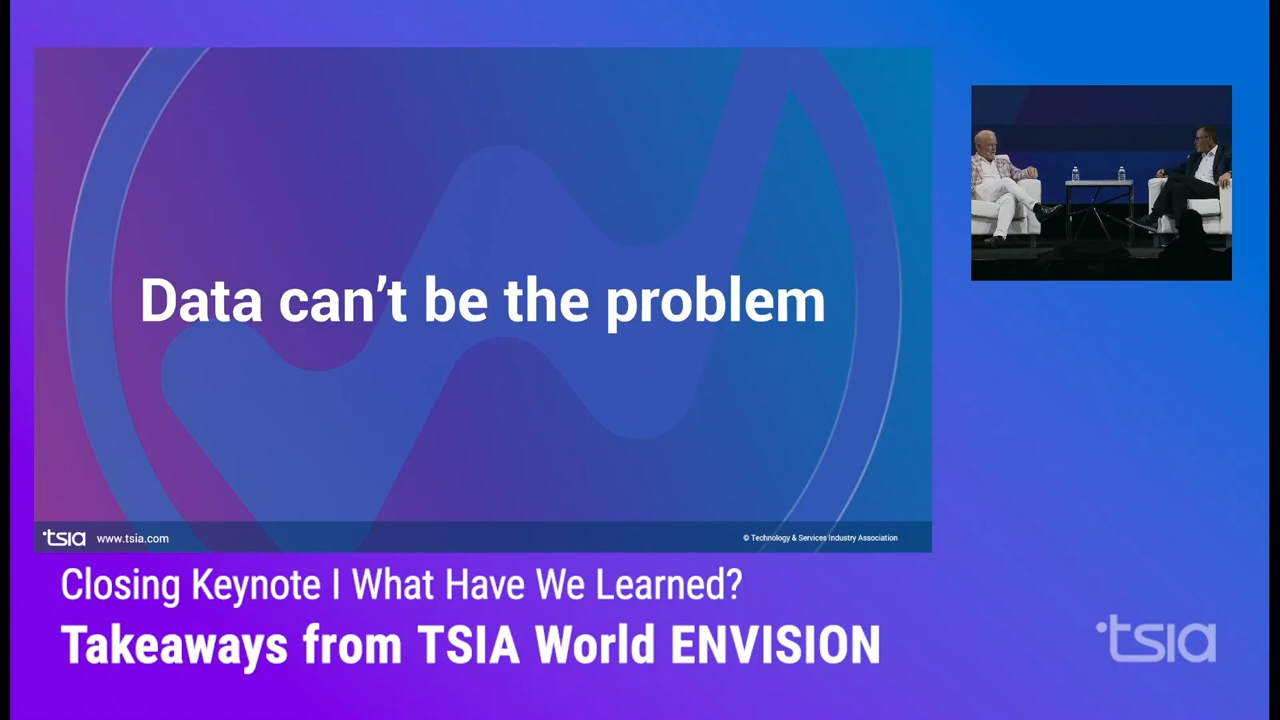 Data can’t be the problem
tsia www.tsia.com
© Technology & Services Industry Association
Closing Keynote I What Have We Learned?
Takeaways from TSIA World ENVISION
tsia